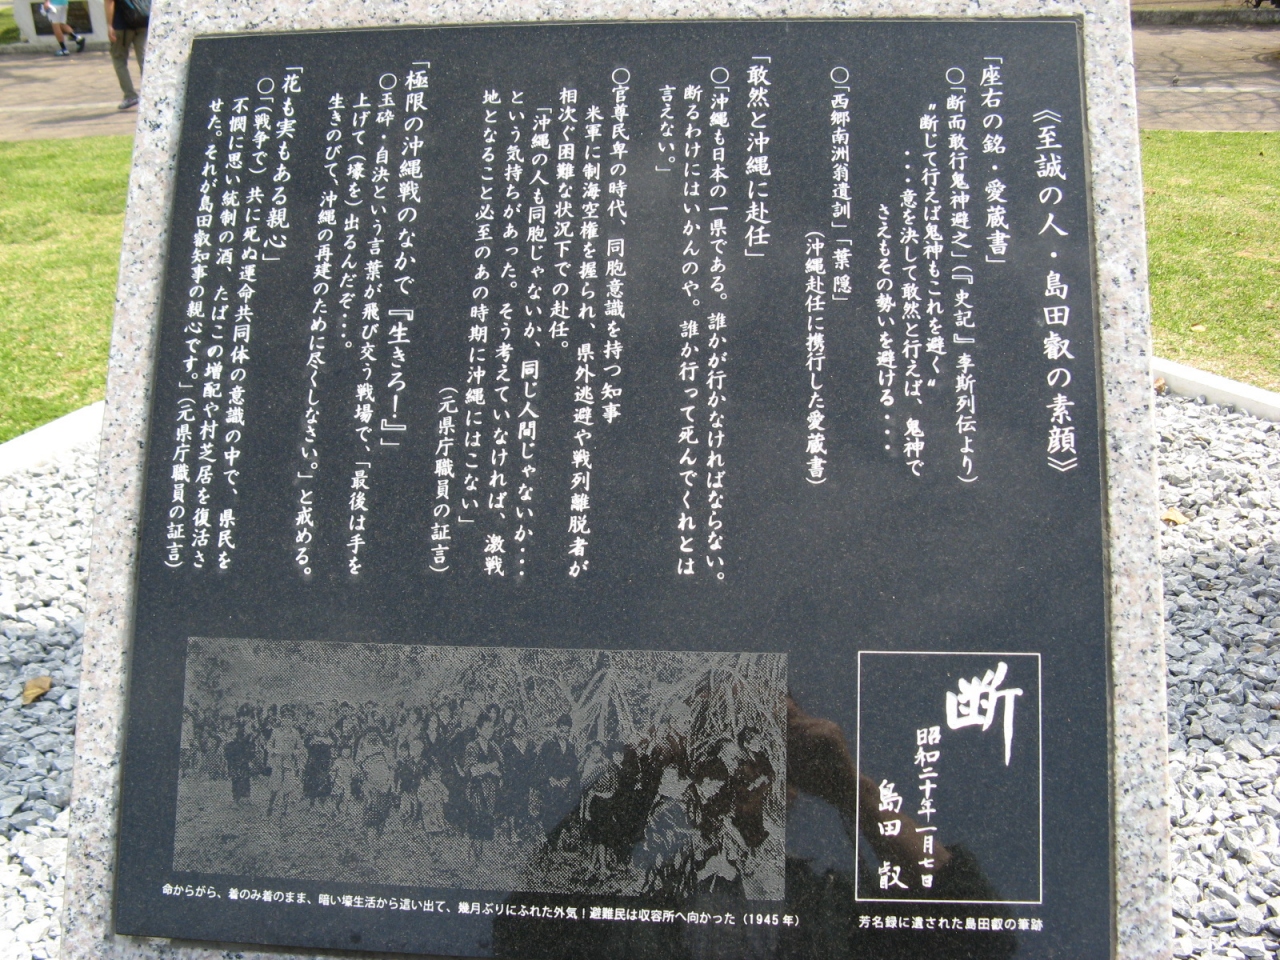 《至誠の人・島田叡の素顔》
「座右の銘・愛蔵書」
○「断而敢行鬼神避之」(『史記』李斯列伝より)
〝断じて行えば鬼神もこれを避く〟
・・・意を決して敢然と行えば、鬼神で
さえもその勢いを避ける・・・
○「西郷南洲翁遺訓」「葉隠」
(沖縄赴任に携行した愛蔵書)
「敢然と沖縄に赴任」
○「沖縄も日本の一県である。誰かが行かなければならない。
断るわけにはいかんのや。誰か行って死んでくれとは
言えない。」
○官尊民卑の時代、同胞意識を持つ知事
米軍に制海空権を握られ、県外逃避や戦列離脱者が
相次ぐ困難な状況下での赴任。
「沖縄の人も同胞じゃないか、同じ人間じゃないか・・・
という気持ちがあった。そう考えていなければ、激戦
地となること必至のあの時期に沖縄にはこない」
(元県庁職員の証言)
「極限の沖縄戦のなかで『生きろー!』」
○玉砕・自決という言葉が飛び交う戦場で、「最後は手を
上げて(壕を)出るんだぞ・・・。
生きのびて、沖縄の再建のために尽くしなさい。」と戒める。
「花も実もある親心」
○「(戦争で)共に死ぬ運命共同体の意識の中で、県民を
不憫に思い統制の酒、たばこの増配や村芝居を復活さ
せた。それが島田叡知事の親心です。」(元県庁職員の証言)
断
昭和二十年一月七日
島田 叡
芳名録に遺された島田叡の筆跡
命からがら、着のみ着のまま、暗い壕生活から這い出て、幾月ぶりにふれた外気!避難民は収容所へ向かった(1945年)